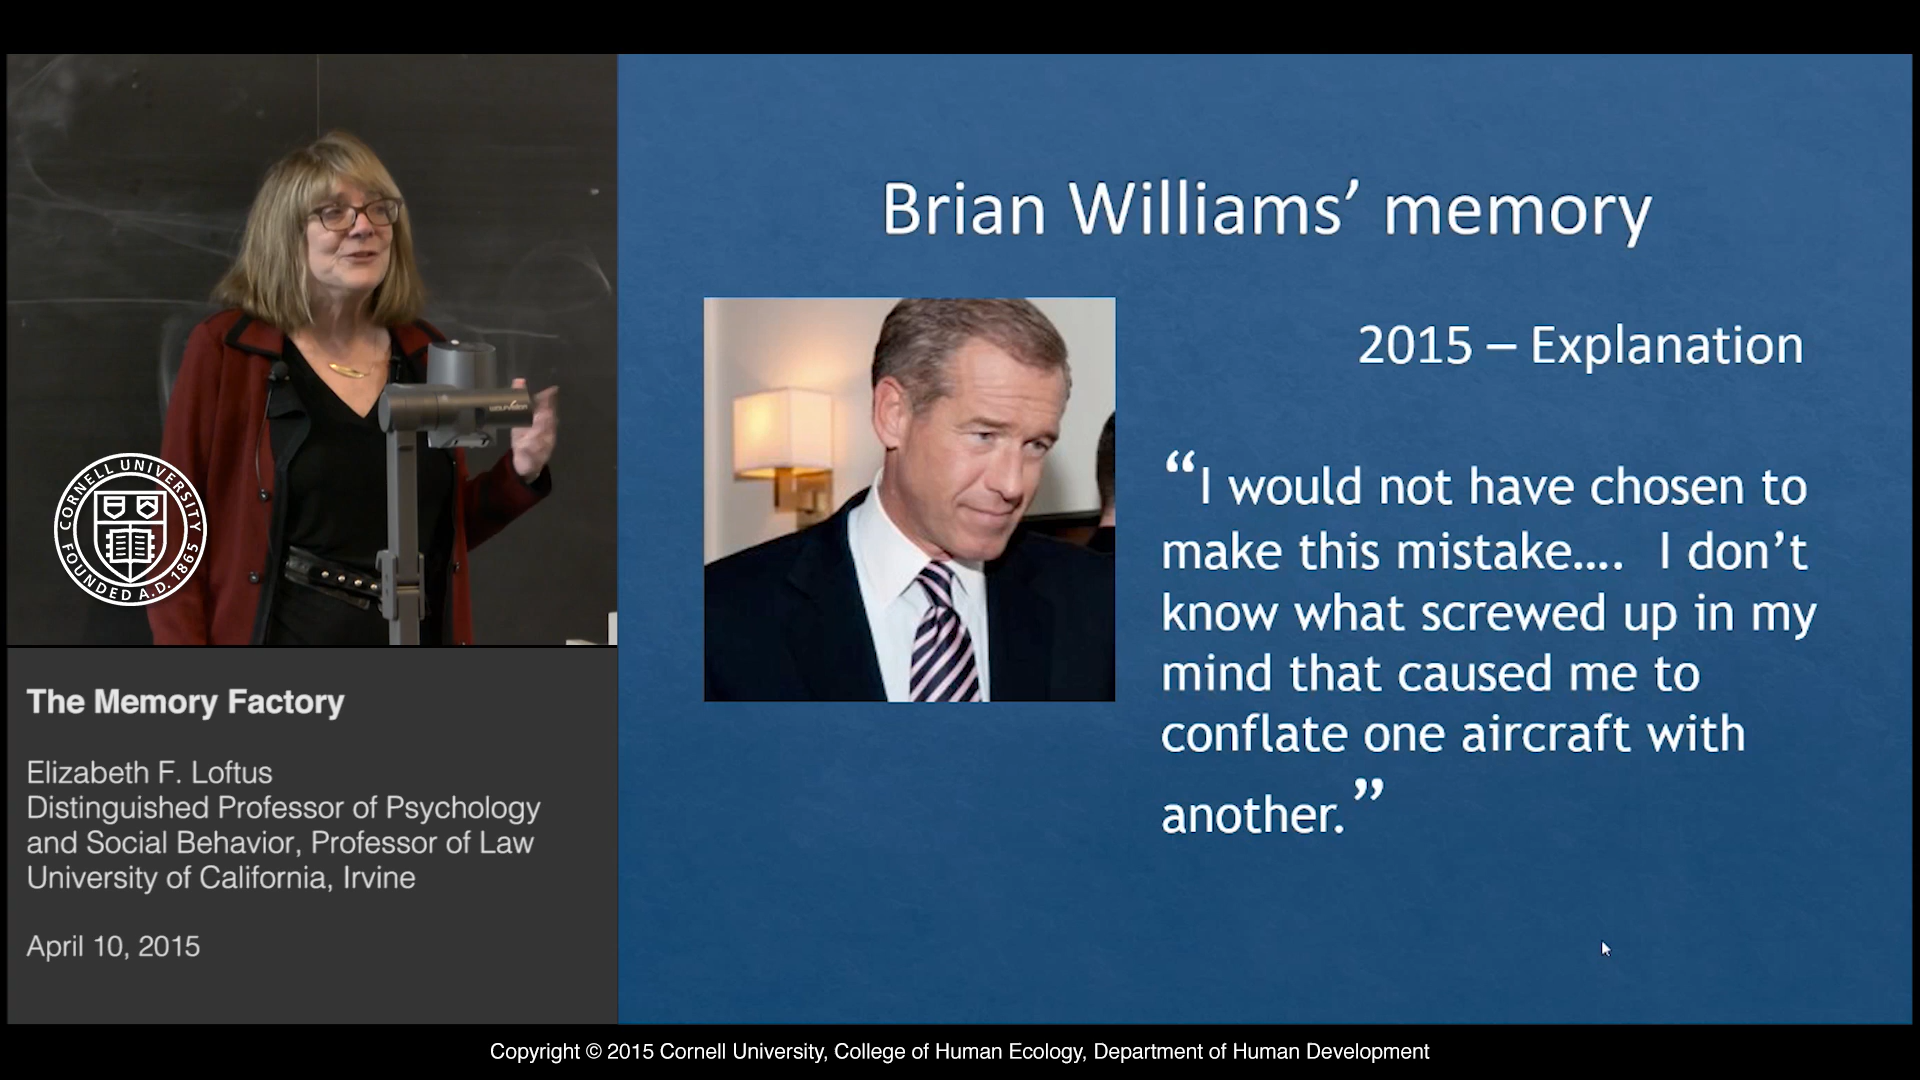 Brian Williams’ memory
2015 – Explanation
“I would not have chosen to
make this mistake.... I don’t
know what screwed up in my
mind that caused me to
conflate one aircraft with
another.”
CORNELL UNIVERSITY
FOUNDED A.D. 1865
The Memory Factory
Elizabeth F. Loftus
Distinguished Professor of Psychology
and Social Behavior, Professor of Law
University of California, Irvine
April 10, 2015
Copyright © 2015 Cornell University, College of Human Ecology, Department of Human Development